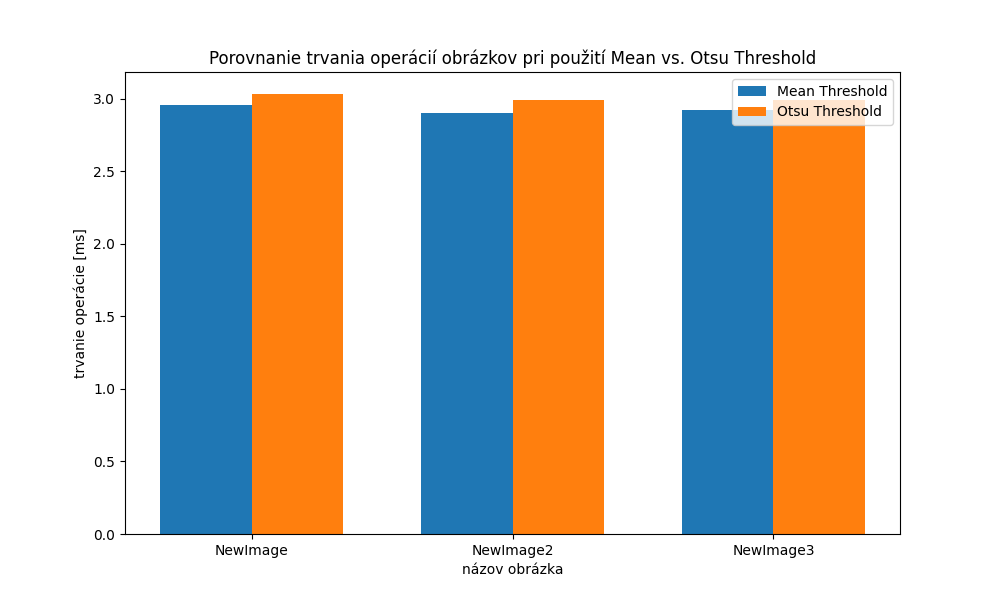 Porovnanie trvania operácií obrázkov pri použití Mean vs. Otsu Threshold
Mean Threshold
Otsu Threshold
trvanie operácie [ms]
3.0
2.5
2.0
1.5
1.0
0.5
0.0
NewImage
NewImage2
NewImage3
názov obrázka